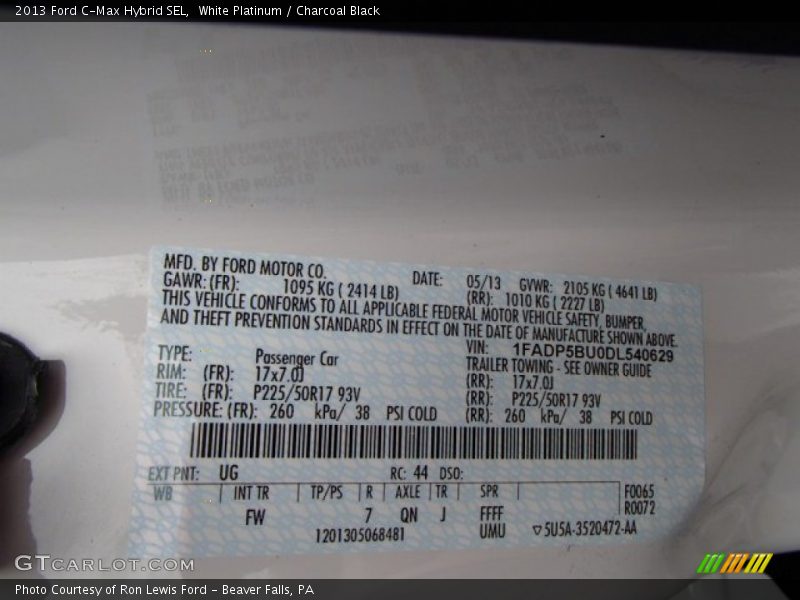 2013 Ford C-Max Hybrid SEL, White Platinum / Charcoal Black
MFD. BY FORD MOTOR CO. DATE: 05/13 GVWR: 2105 KG ( 4641 LB)
GAWR: (FR): 1095 KG ( 2414 LB) (RR): 1010 KG ( 2227 LB)
THIS VEHICLE CONFORMS TO ALL APPLICABLE FEDERAL MOTOR VEHICLE SAFETY, BUMPER,
AND THEFT PREVENTION STANDARDS IN EFFECT ON THE DATE OF MANUFACTURE SHOWN ABOVE.
VIN: 1FADP5BU0DL540629
TYPE: Passenger Car TRAILER TOWING - SEE OWNER GUIDE
RIM: (FR): 17x7.0J (RR): 17x7.0J
TIRE: (FR): P225/50R17 93V (RR): P225/50R17 93V
PRESSURE: (FR): 260 kPa/ 38 PSI COLD (RR): 260 kPa/ 38 PSI COLD
EXT PNT: UG RC: 44 DSO:
WB INT TR TP/PS R AXLE TR SPR F0065
R0072
FW 7 QN J FFFF
1201305068481 UMU 5U5A-3520472-AA
GTCARLOT.COM
Photo Courtesy of Ron Lewis Ford - Beaver Falls, PA